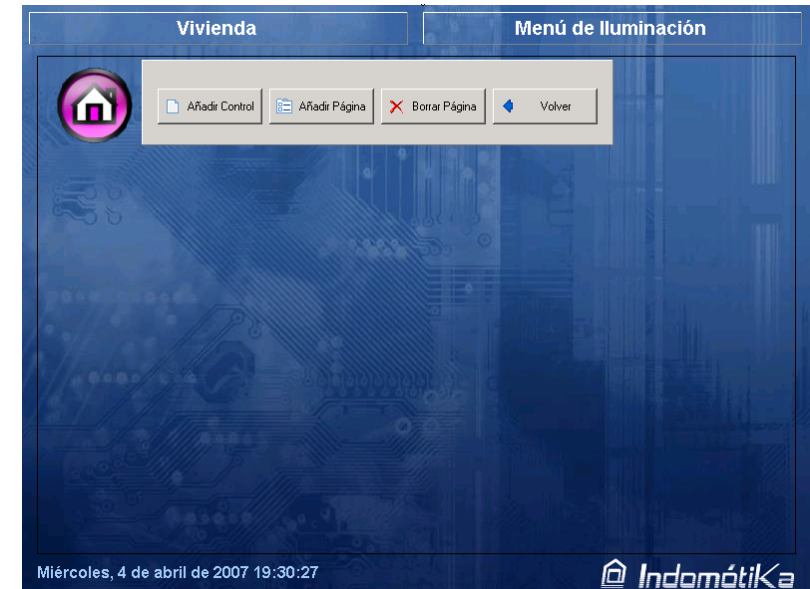 Vivienda
Menú de Iluminación
Añadir Control
Añadir Página
Borrar Página
Volver
Miércoles, 4 de abril de 2007 19:30:27
IndomótiKa